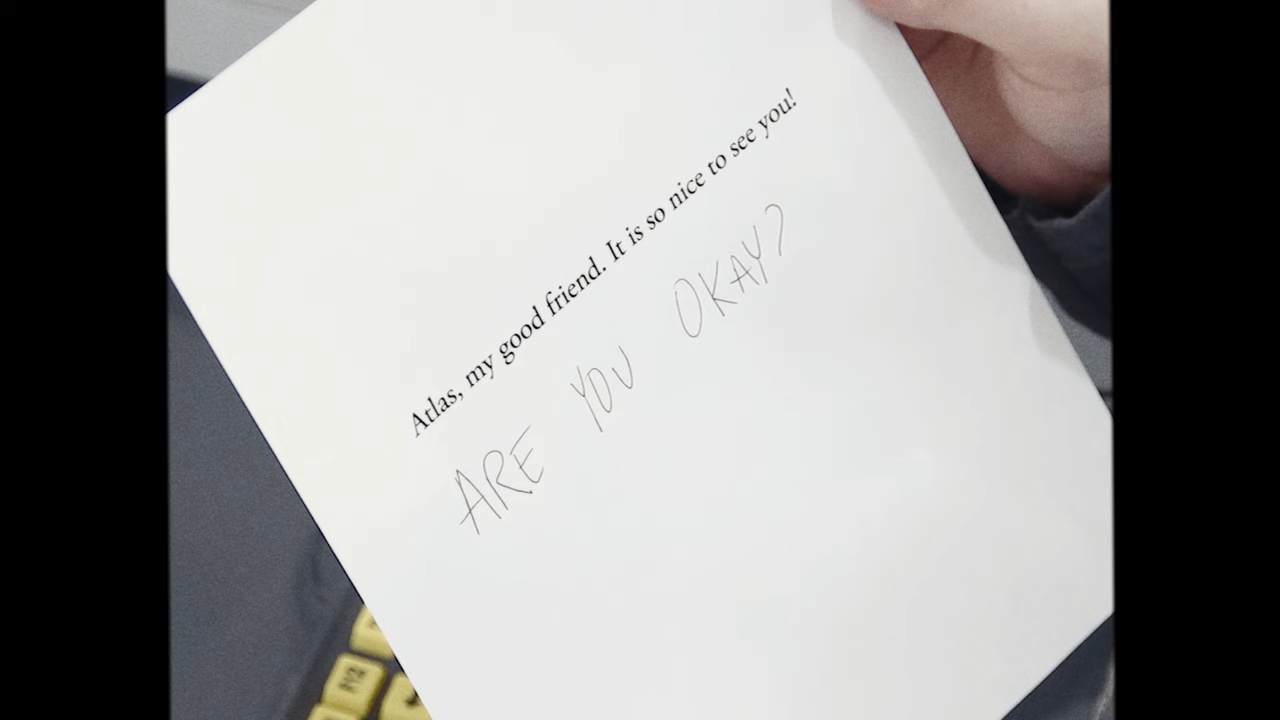 Atlas, my good friend. It is so nice to see you!
ARE YOU OKAY?